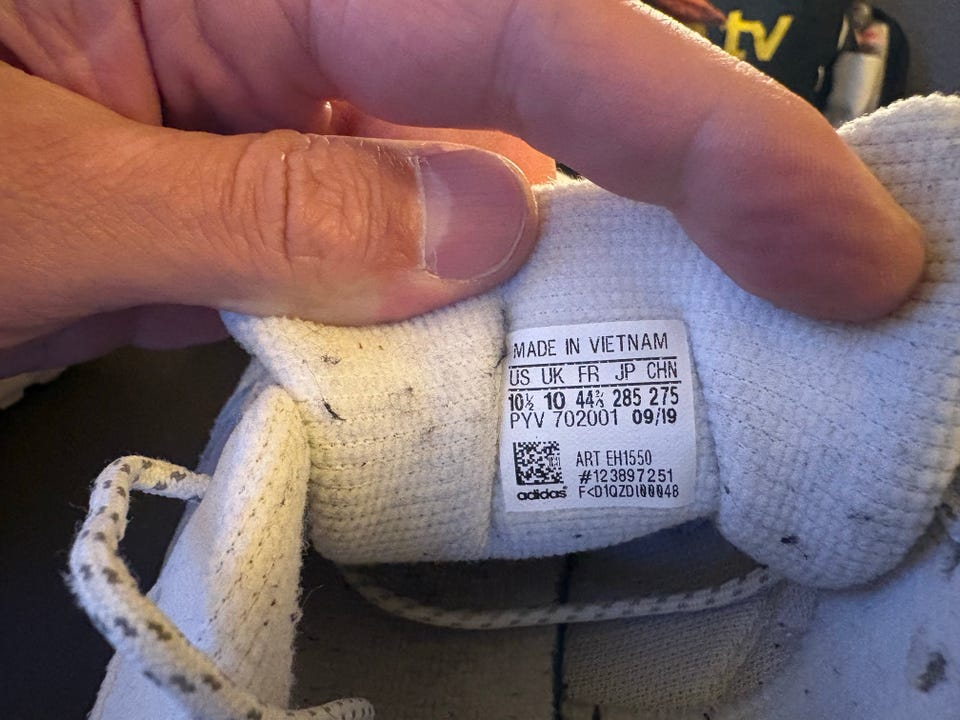 tv
MADE IN VIETNAM
US UK FR JP CHN
10½ 10 44⅔ 285 275
PYV 702001 09/19
ART EH1550
#123897251
adidas® F<D1QZDI00048